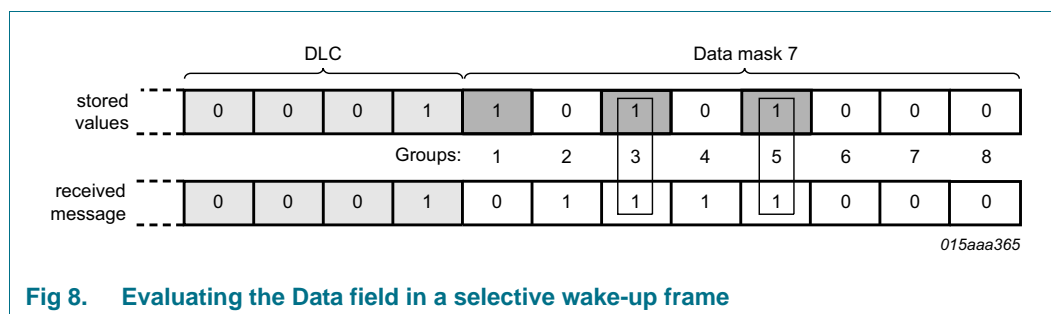 DLC Data mask 7
stored values 0 0 0 1 1 0 1 0 1 0 0 0
Groups: 1 2 3 4 5 6 7 8
received message 0 0 0 1 0 1 1 1 1 0 0 0
015aaa365
Fig 8. Evaluating the Data field in a selective wake-up frame